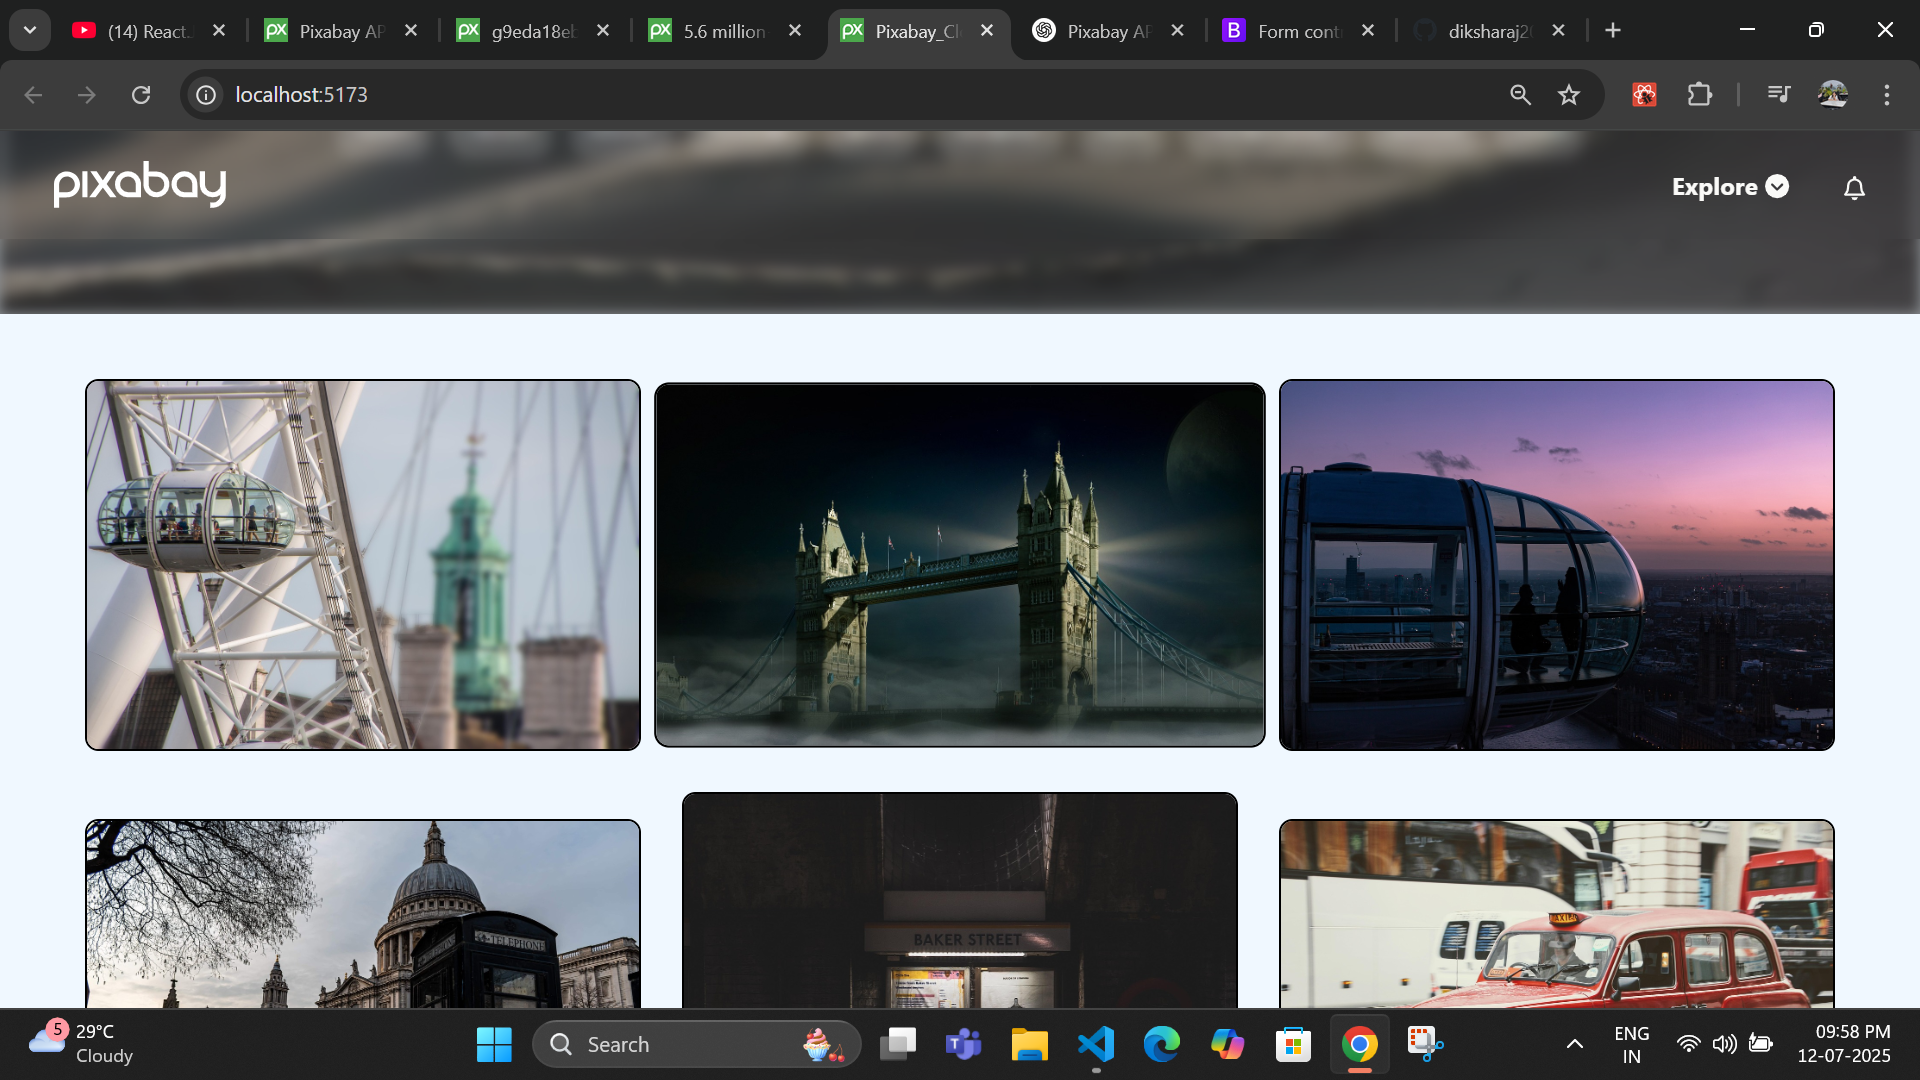 (14) React.
Pixabay AP
g9eda18eb
5.6 million
Pixabay_Cl
Pixabay AP
Form cont
diksharaj20
localhost:5173
pixabay
Explore
TELEPHONE
BAKER STREET
TAXI
5
29°C
Cloudy
Search
ENG
IN
09:58 PM
12-07-2025